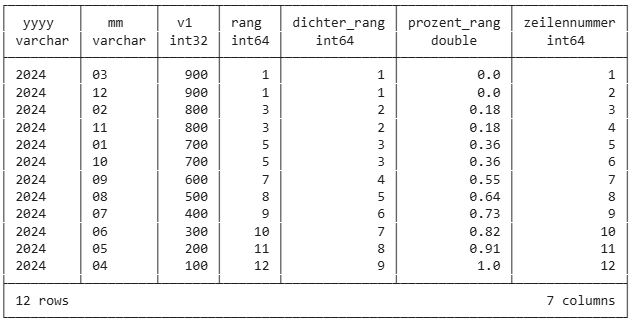 yyyy mm v1 rang dichter_rang prozent_rang zeilennummer
varchar varchar int32 int64 int64 double int64
2024 03 900 1 1 0.0 1
2024 12 900 1 1 0.0 2
2024 02 800 3 2 0.18 3
2024 11 800 3 2 0.18 4
2024 01 700 5 3 0.36 5
2024 10 700 5 3 0.36 6
2024 09 600 7 4 0.55 7
2024 08 500 8 5 0.64 8
2024 07 400 9 6 0.73 9
2024 06 300 10 7 0.82 10
2024 05 200 11 8 0.91 11
2024 04 100 12 9 1.0 12
12 rows 7 columns